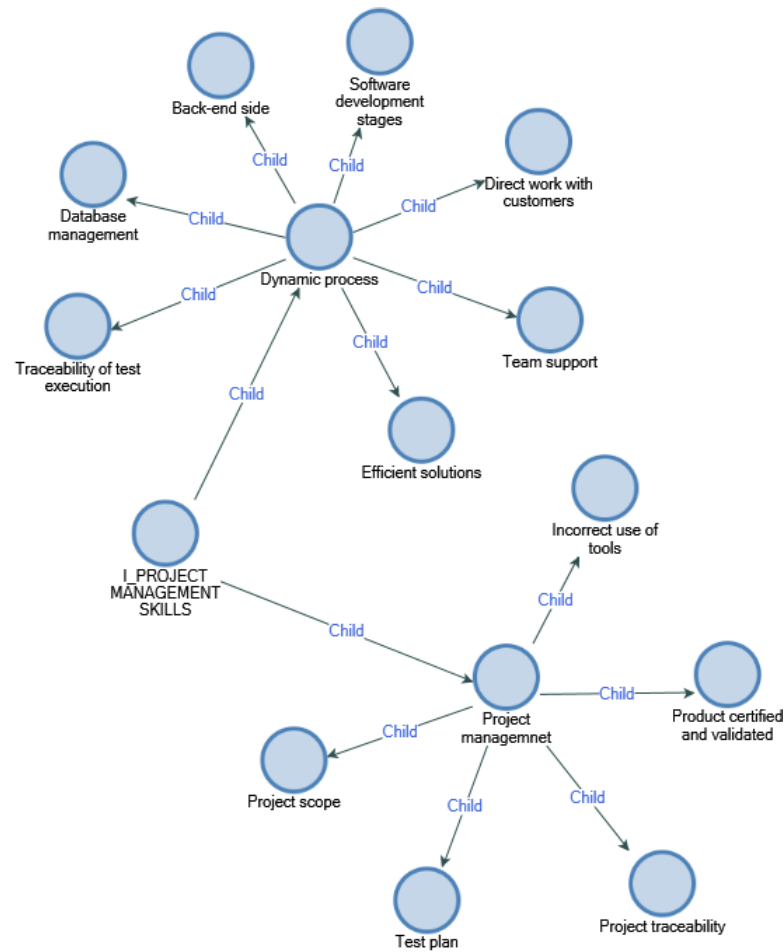 Software
development
stages
Back-end side
Child
Child
Direct work with
customers
Child
Database
management
Child
Dynamic process
Child
Child
Team support
Child
Traceability of test
execution
Child
Efficient solutions
Incorrect use of
tools
I_PROJECT
MANAGEMENT
SKILLS
Child
Child
Child
Product certified
and validated
Project
managemnet
Child
Project scope
Child
Child
Project traceability
Test plan